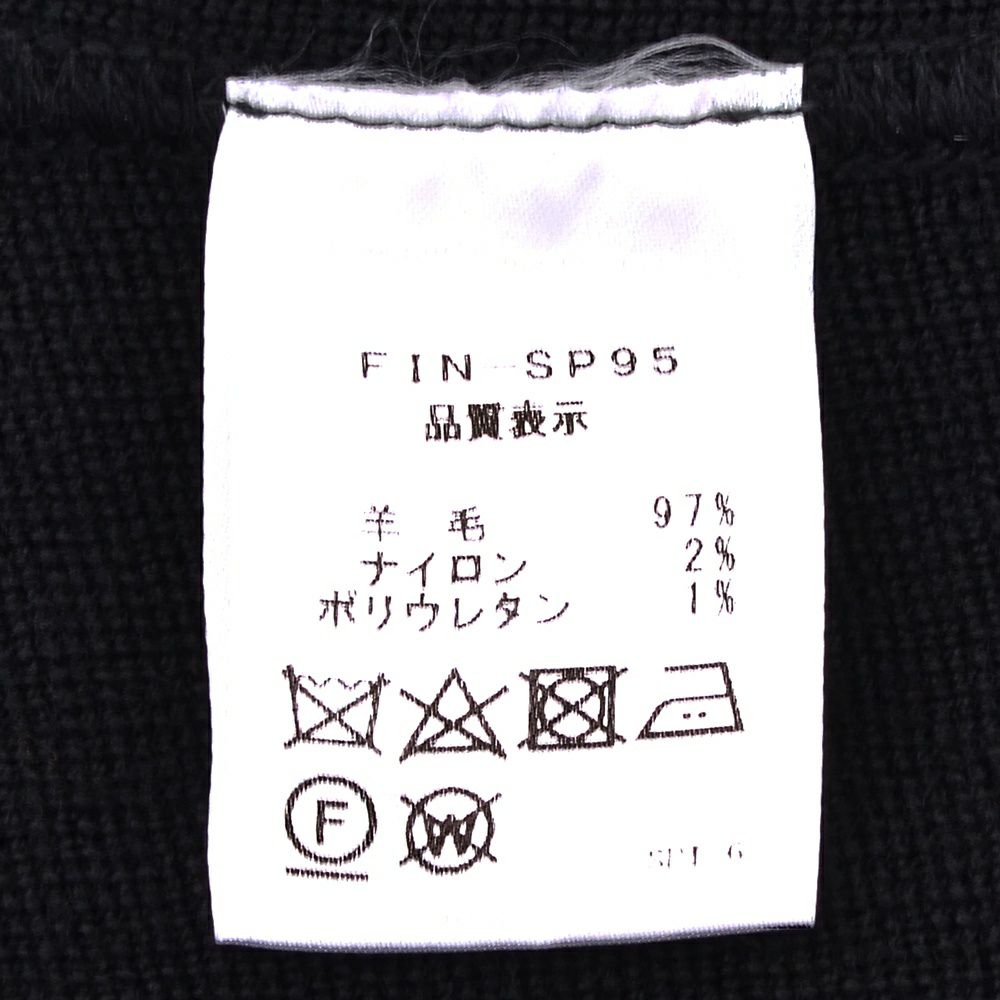 FIN-SP95
品質表示
羊毛 97%
ナイロン 2%
ポリウレタン 1%
F
W